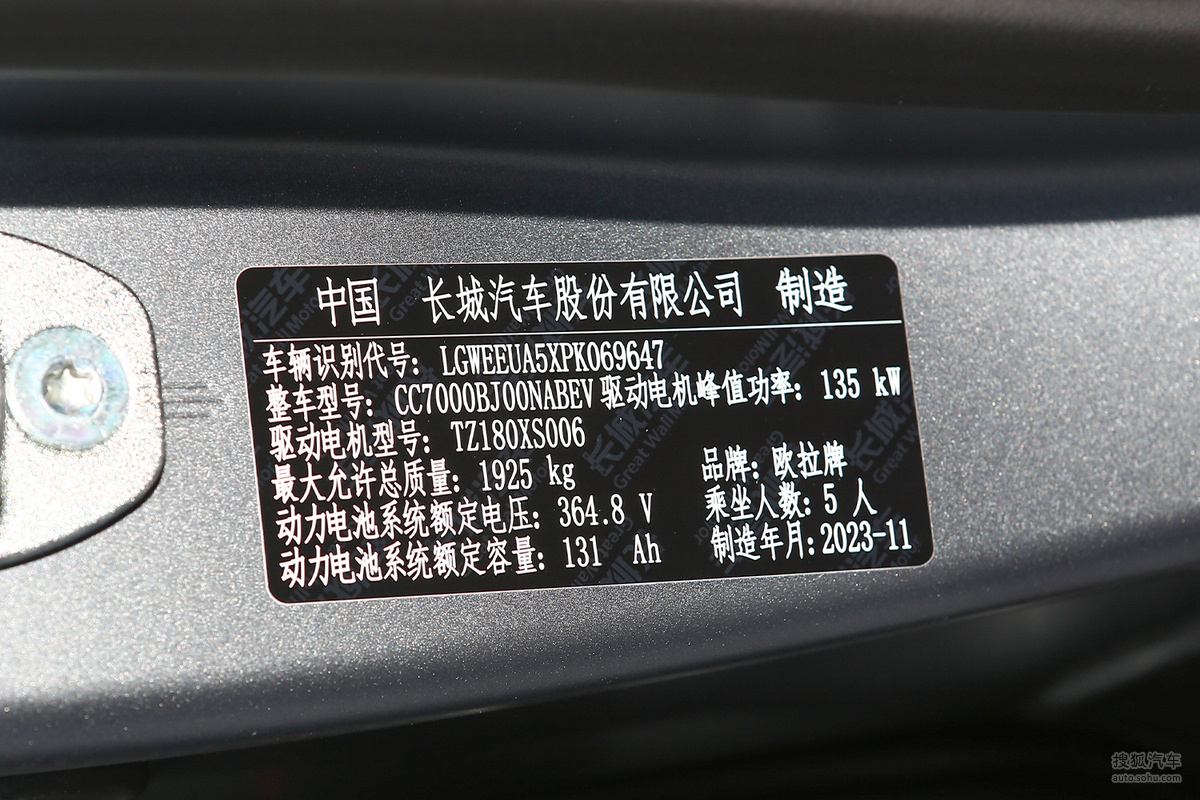 中国 长城汽车股份有限公司 制造
车辆识别代号: LGWEEUA5XPK069647
整车型号: CC7000BJ00NABEV 驱动电机峰值功率: 135 kW
驱动电机型号: TZ180XS006
最大允许总质量: 1925 kg 品牌: 欧拉牌
动力电池系统额定电压: 364.8 V 乘坐人数: 5 人
动力电池系统额定容量: 131 Ah 制造年月: 2023-11
搜狐汽车
auto.sohu.com